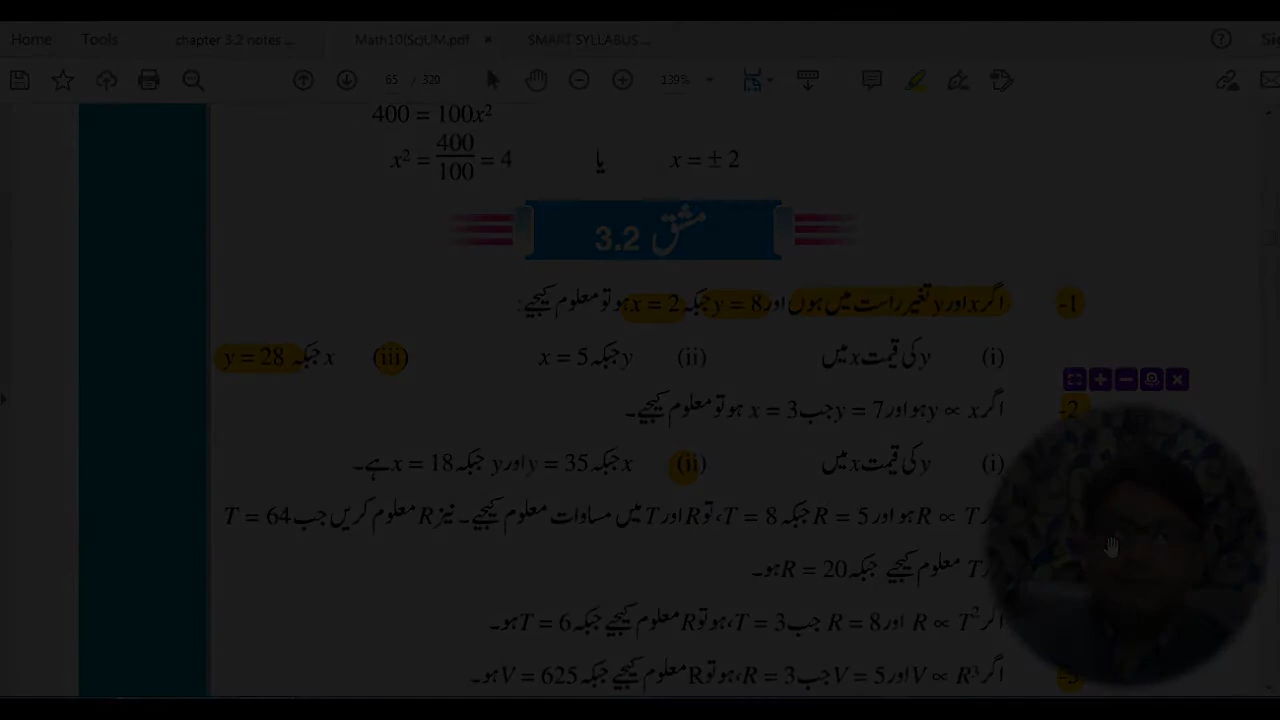 Home Tools chapter 3.2 notes ... Math10(Sc)UM.pdf × SMART SYLLABUS...
65 / 320 139%
400 = 100x²
x² = 400/100 = 4 یا x = ± 2
مشق 3.2
-1 اگر x اور y تغیر راست میں ہوں اور y = 8 جبکہ x = 2 ہو تو معلوم کیجیے:
(i) y کی قیمت x میں (ii) y جبکہ x = 5 (iii) x جبکہ y = 28
-2 اگر y ∝ x ہو اور y = 7 جب x = 3 ہو تو معلوم کیجیے۔
(i) y کی قیمت x میں (ii) x جبکہ y = 35 اور y جبکہ x = 18 ہے۔
R ∝ T ہو اور R = 5 جبکہ T = 8، تو R اور T میں مساوات معلوم کیجیے۔ نیز R معلوم کریں جب T = 64
T معلوم کیجیے جبکہ R = 20 ہو۔
اگر R ∝ T² اور R = 8 جب T = 3، ہو تو R معلوم کیجیے جبکہ T = 6 ہو۔
-5 اگر V ∝ R³ اور V = 5 جب R = 3، ہو تو R معلوم کیجیے جبکہ V = 625 ہو۔